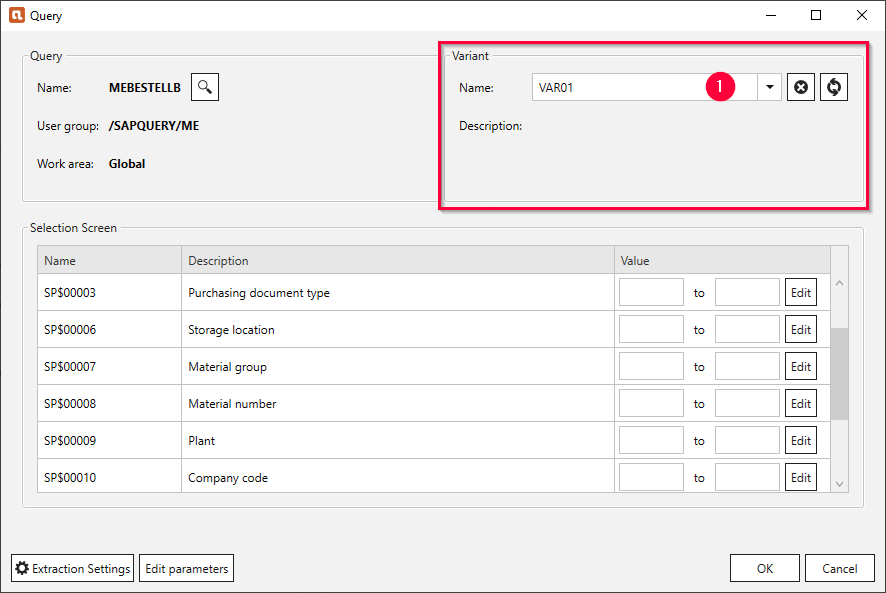 Query
Query
Name: MEBESTELLB
User group: /SAPQUERY/ME
Work area: Global
Variant
Name: VAR01 1
Description:
Selection Screen
Name Description Value
SP$00003 Purchasing document type to Edit
SP$00006 Storage location to Edit
SP$00007 Material group to Edit
SP$00008 Material number to Edit
SP$00009 Plant to Edit
SP$00010 Company code to Edit
Extraction Settings Edit parameters OK Cancel